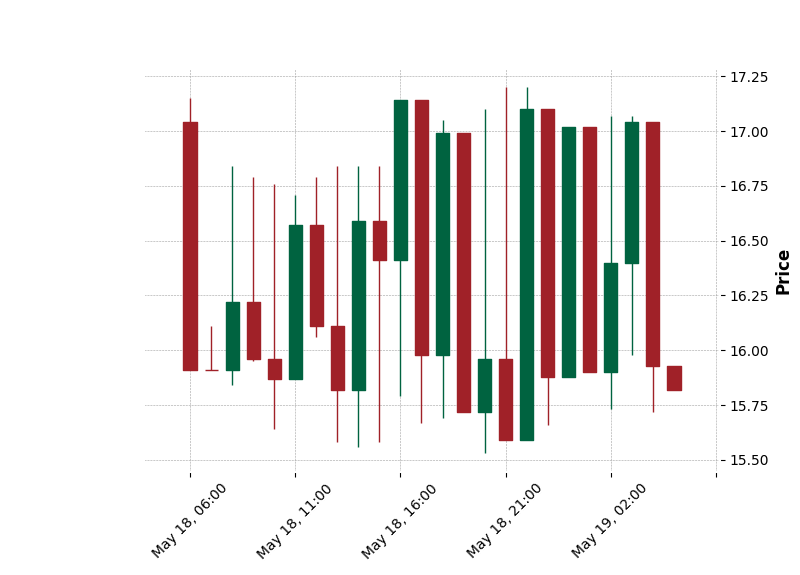 17.25
17.00
16.75
16.50
16.25
16.00
15.75
15.50
Price
May 18, 06:00
May 18, 11:00
May 18, 16:00
May 18, 21:00
May 19, 02:00